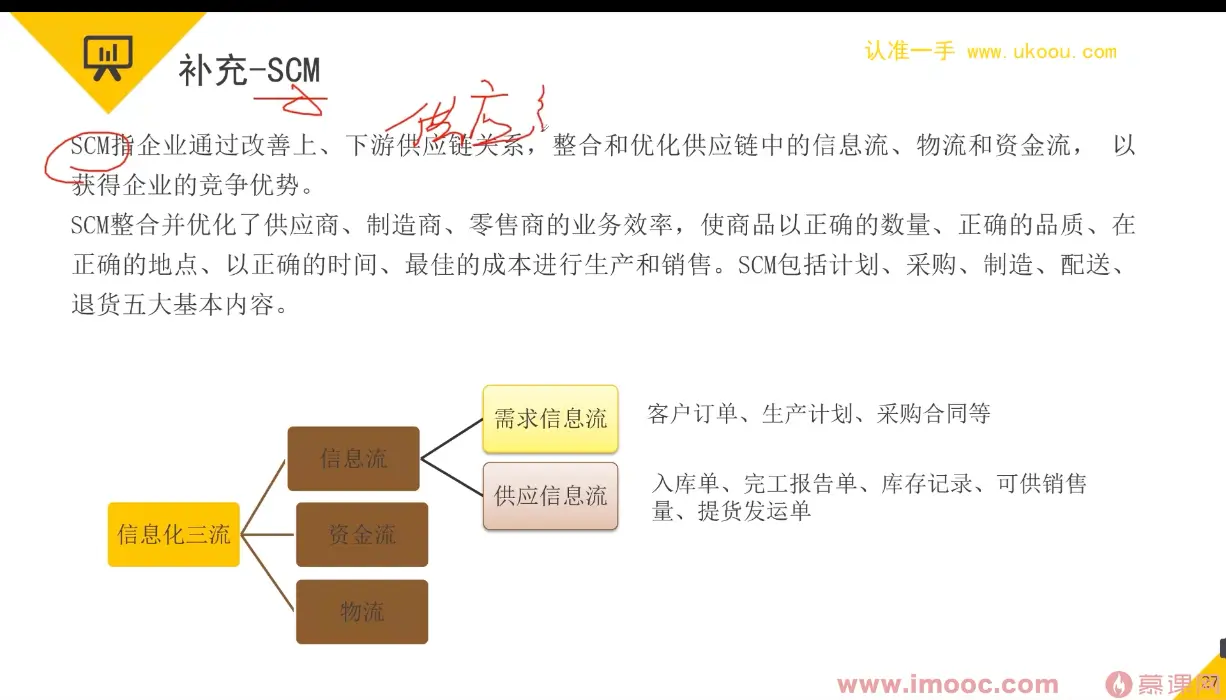 认准一手 www.ukoou.com
补充-SCM
供应
SCM指企业通过改善上、下游供应链关系，整合和优化供应链中的信息流、物流和资金流， 以
获得企业的竞争优势。
SCM整合并优化了供应商、制造商、零售商的业务效率，使商品以正确的数量、正确的品质、在
正确的地点、以正确的时间、最佳的成本进行生产和销售。SCM包括计划、采购、制造、配送、
退货五大基本内容。
需求信息流
客户订单、生产计划、采购合同等
信息流
供应信息流
入库单、完工报告单、库存记录、可供销售
量、提货发运单
信息化三流
资金流
物流
www.imooc.com
慕课
27